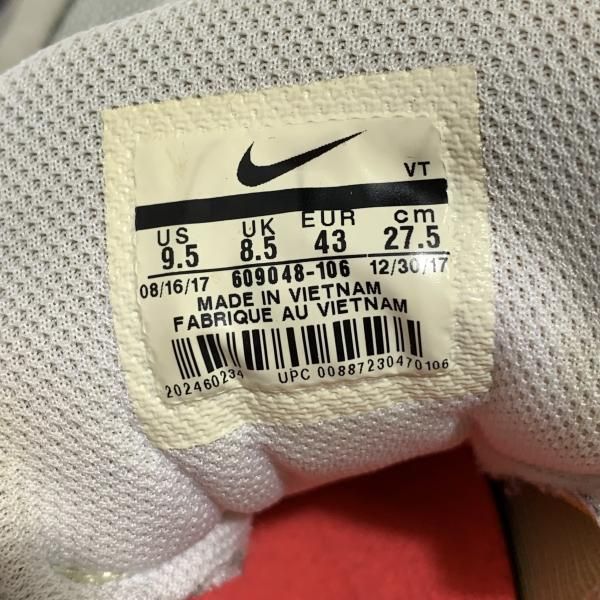 VT
US UK EUR cm
9.5 8.5 43 27.5
08/16/17 609048-106 12/30/17
MADE IN VIETNAM
FABRIQUE AU VIETNAM
202460234 UPC 00887230470106